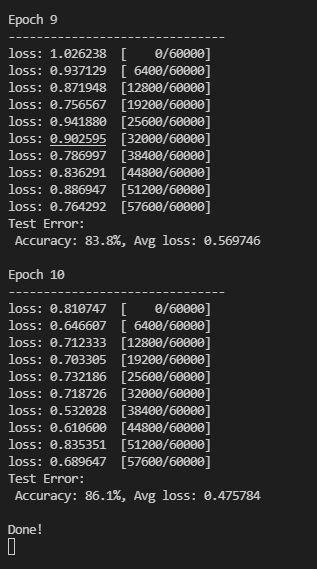 Epoch 9
-------------------------------
loss: 1.026238  [    0/60000]
loss: 0.937129  [ 6400/60000]
loss: 0.871948  [12800/60000]
loss: 0.756567  [19200/60000]
loss: 0.941880  [25600/60000]
loss: 0.902595  [32000/60000]
loss: 0.786997  [38400/60000]
loss: 0.836291  [44800/60000]
loss: 0.886947  [51200/60000]
loss: 0.764292  [57600/60000]
Test Error:
 Accuracy: 83.8%, Avg loss: 0.569746
Epoch 10
-------------------------------
loss: 0.810747  [    0/60000]
loss: 0.646607  [ 6400/60000]
loss: 0.712333  [12800/60000]
loss: 0.703305  [19200/60000]
loss: 0.732186  [25600/60000]
loss: 0.718726  [32000/60000]
loss: 0.532028  [38400/60000]
loss: 0.610600  [44800/60000]
loss: 0.835351  [51200/60000]
loss: 0.689647  [57600/60000]
Test Error:
 Accuracy: 86.1%, Avg loss: 0.475784
Done!